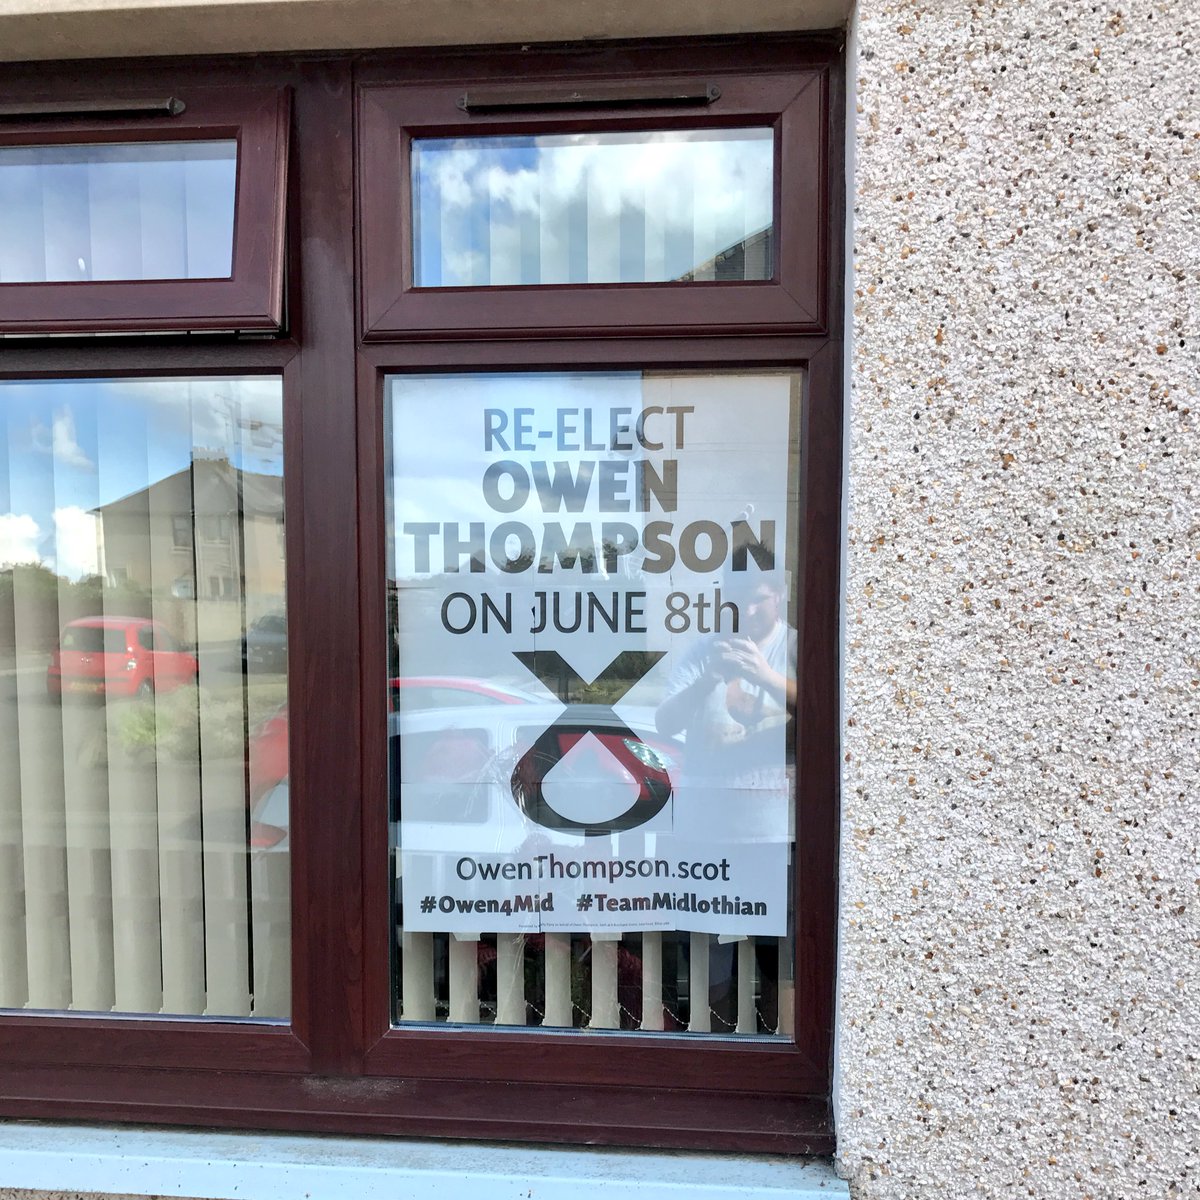 RE-ELECT
OWEN
THOMPSON
ON JUNE 8th
OwenThompson.scot
#Owen4Mid #TeamMidlothian